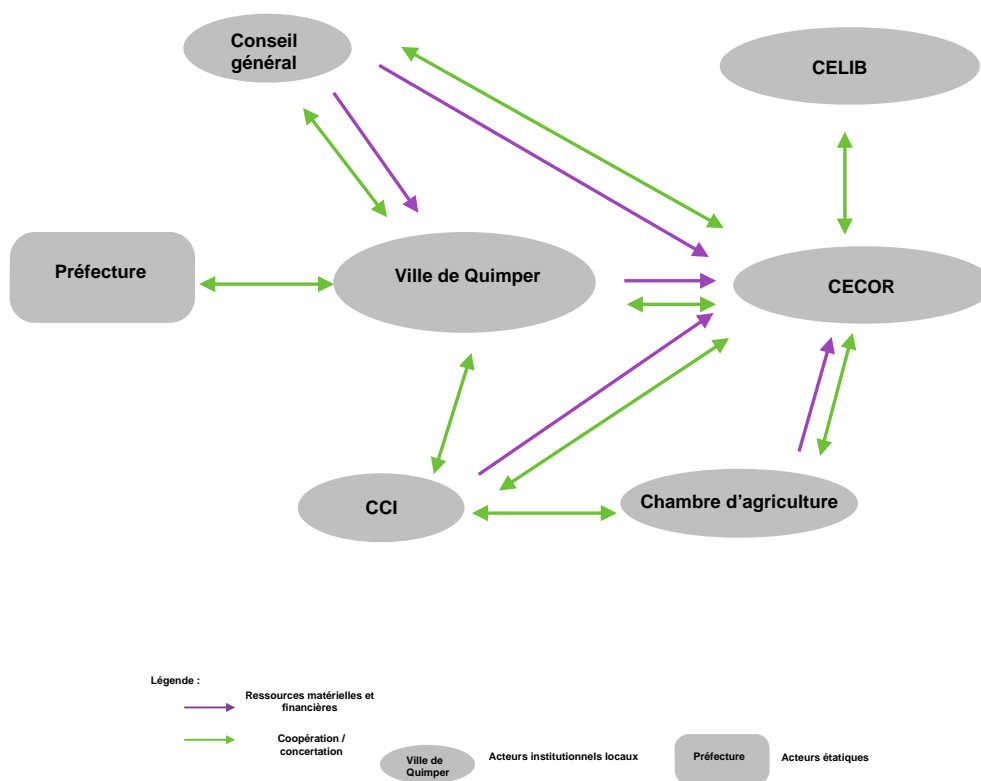 Conseil
général
CELIB
Préfecture
Ville de Quimper
CECOR
CCI
Chambre d'agriculture
Légende :
Ressources matérielles et
financières
Coopération /
concertation
Ville de
Quimper
Acteurs institutionnels locaux
Préfecture
Acteurs étatiques